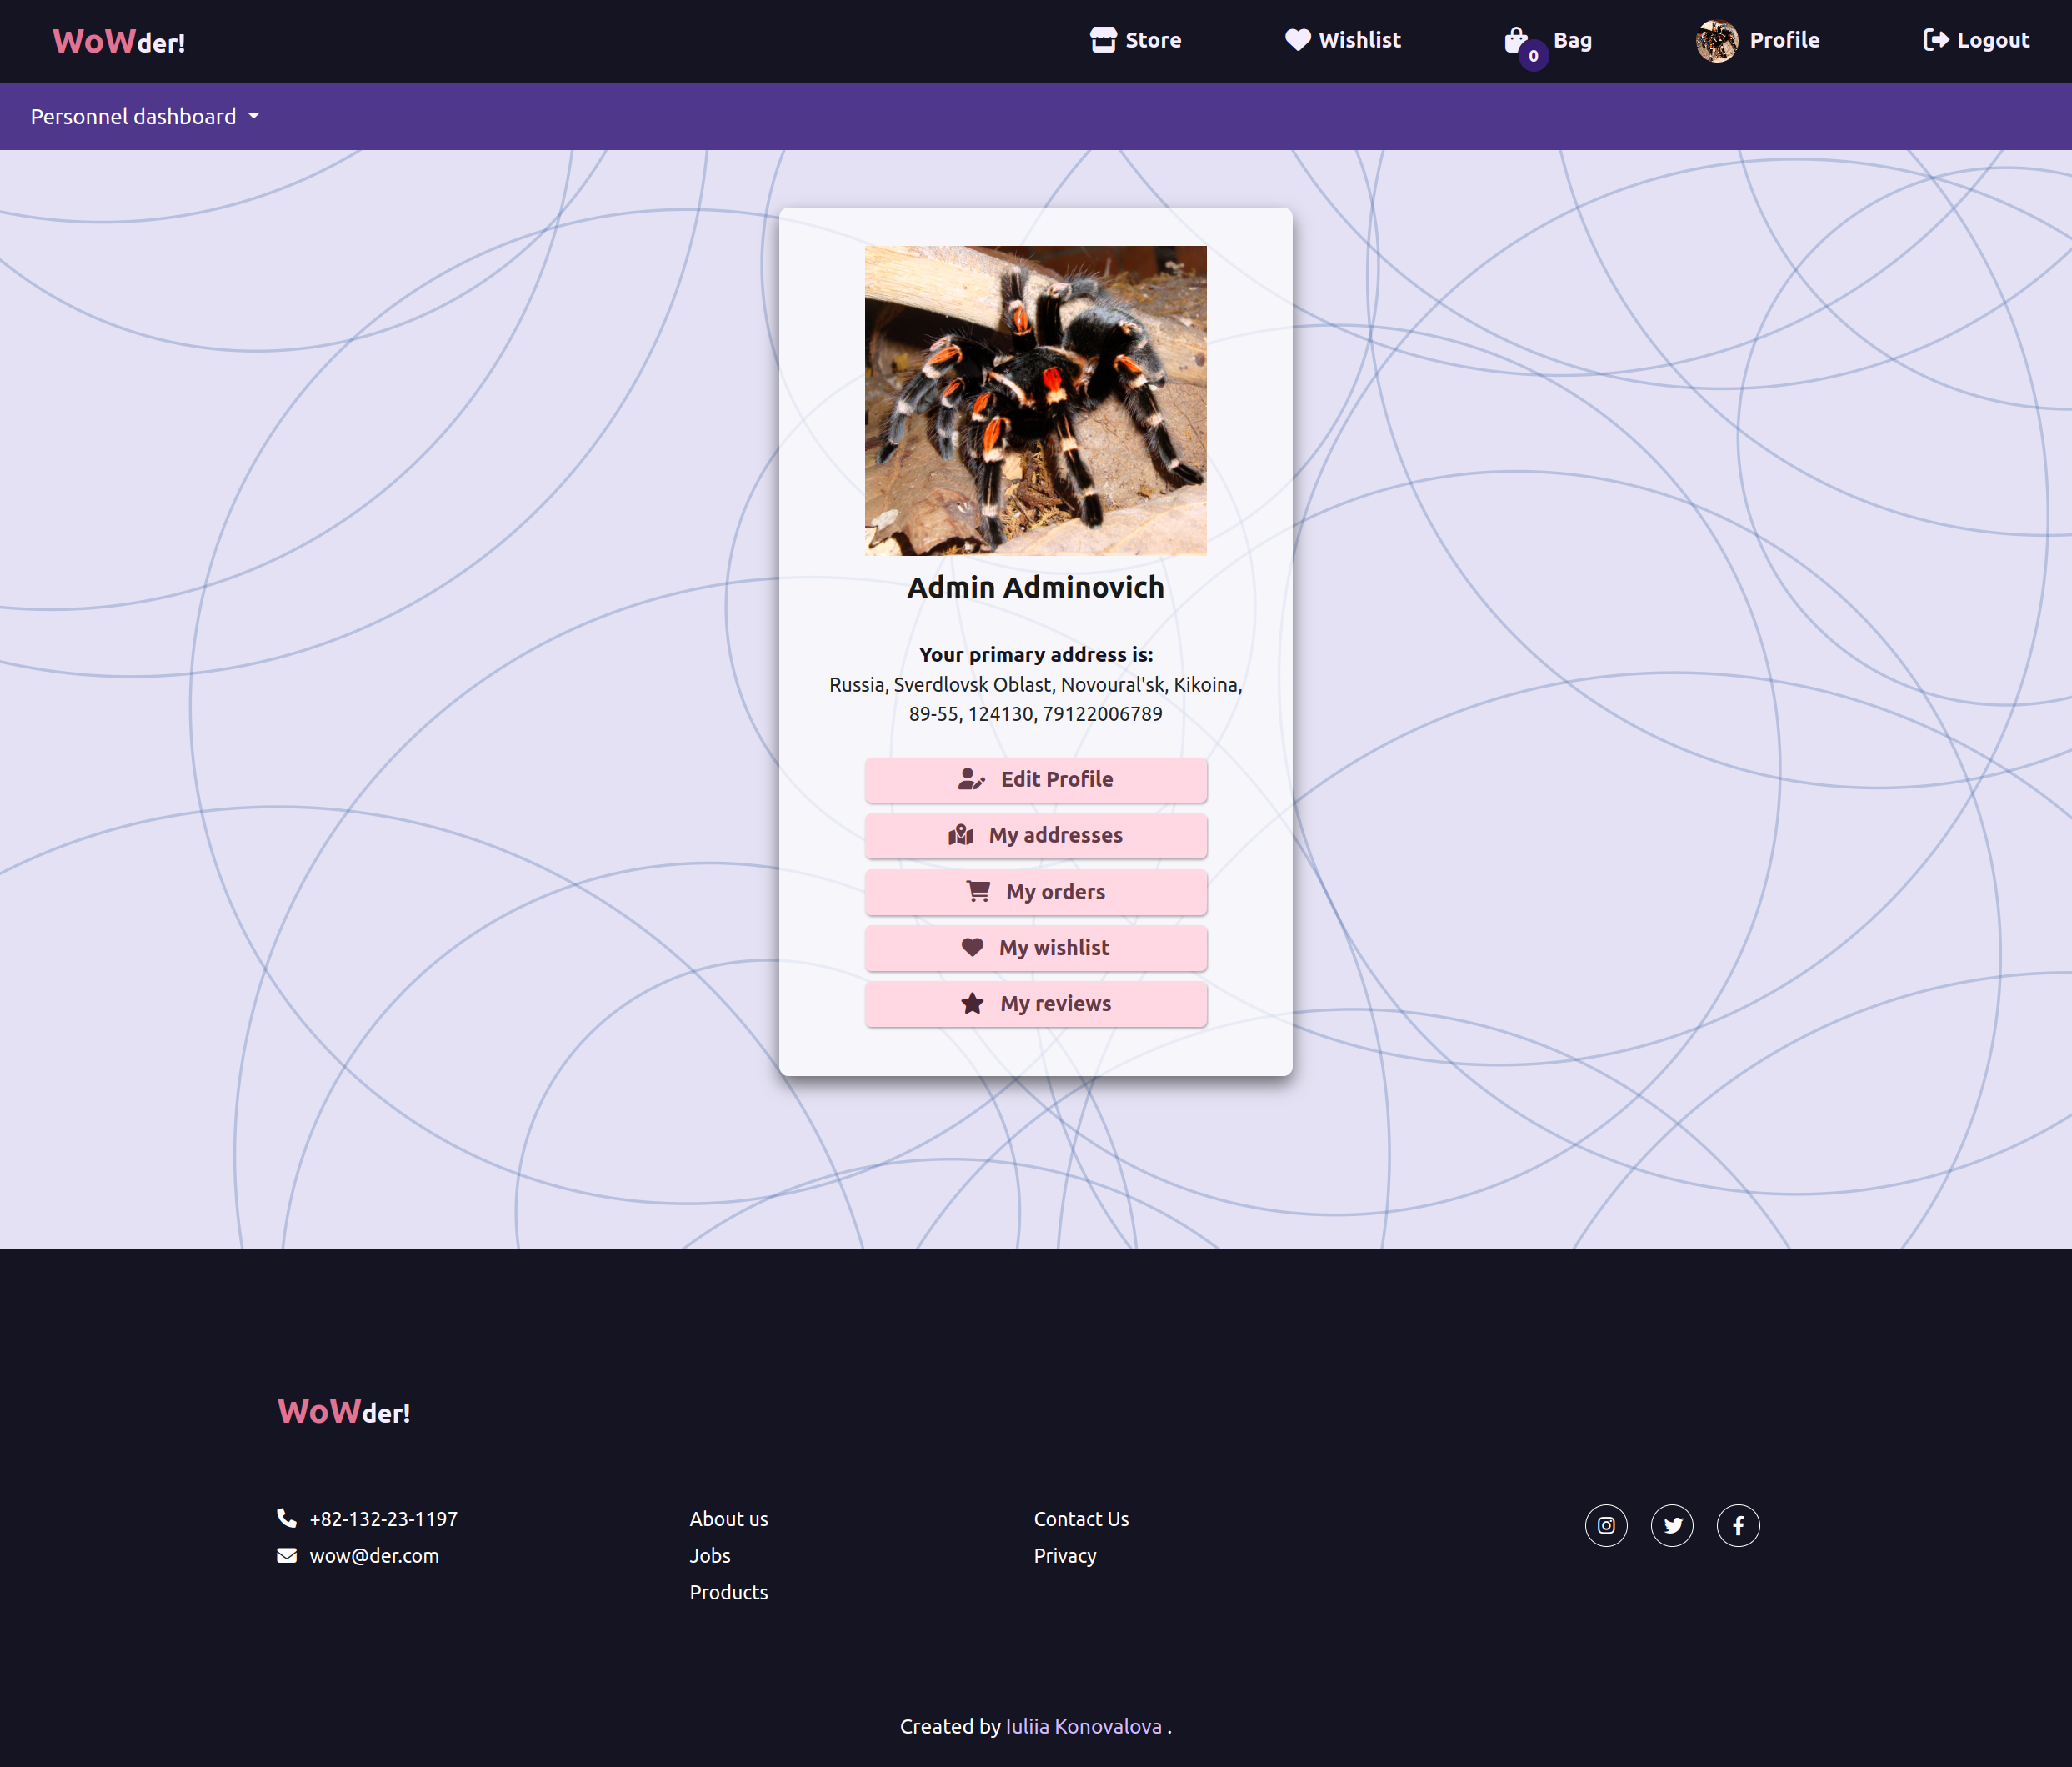 WoWder!
Store
Wishlist
0
Bag
Profile
Logout
Personnel dashboard
Admin Adminovich
Your primary address is:
Russia, Sverdlovsk Oblast, Novoural'sk, Kikoina,
89-55, 124130, 79122006789
Edit Profile
My addresses
My orders
My wishlist
My reviews
WoWder!
+82-132-23-1197
wow@der.com
About us
Jobs
Products
Contact Us
Privacy
Created by Iuliia Konovalova .